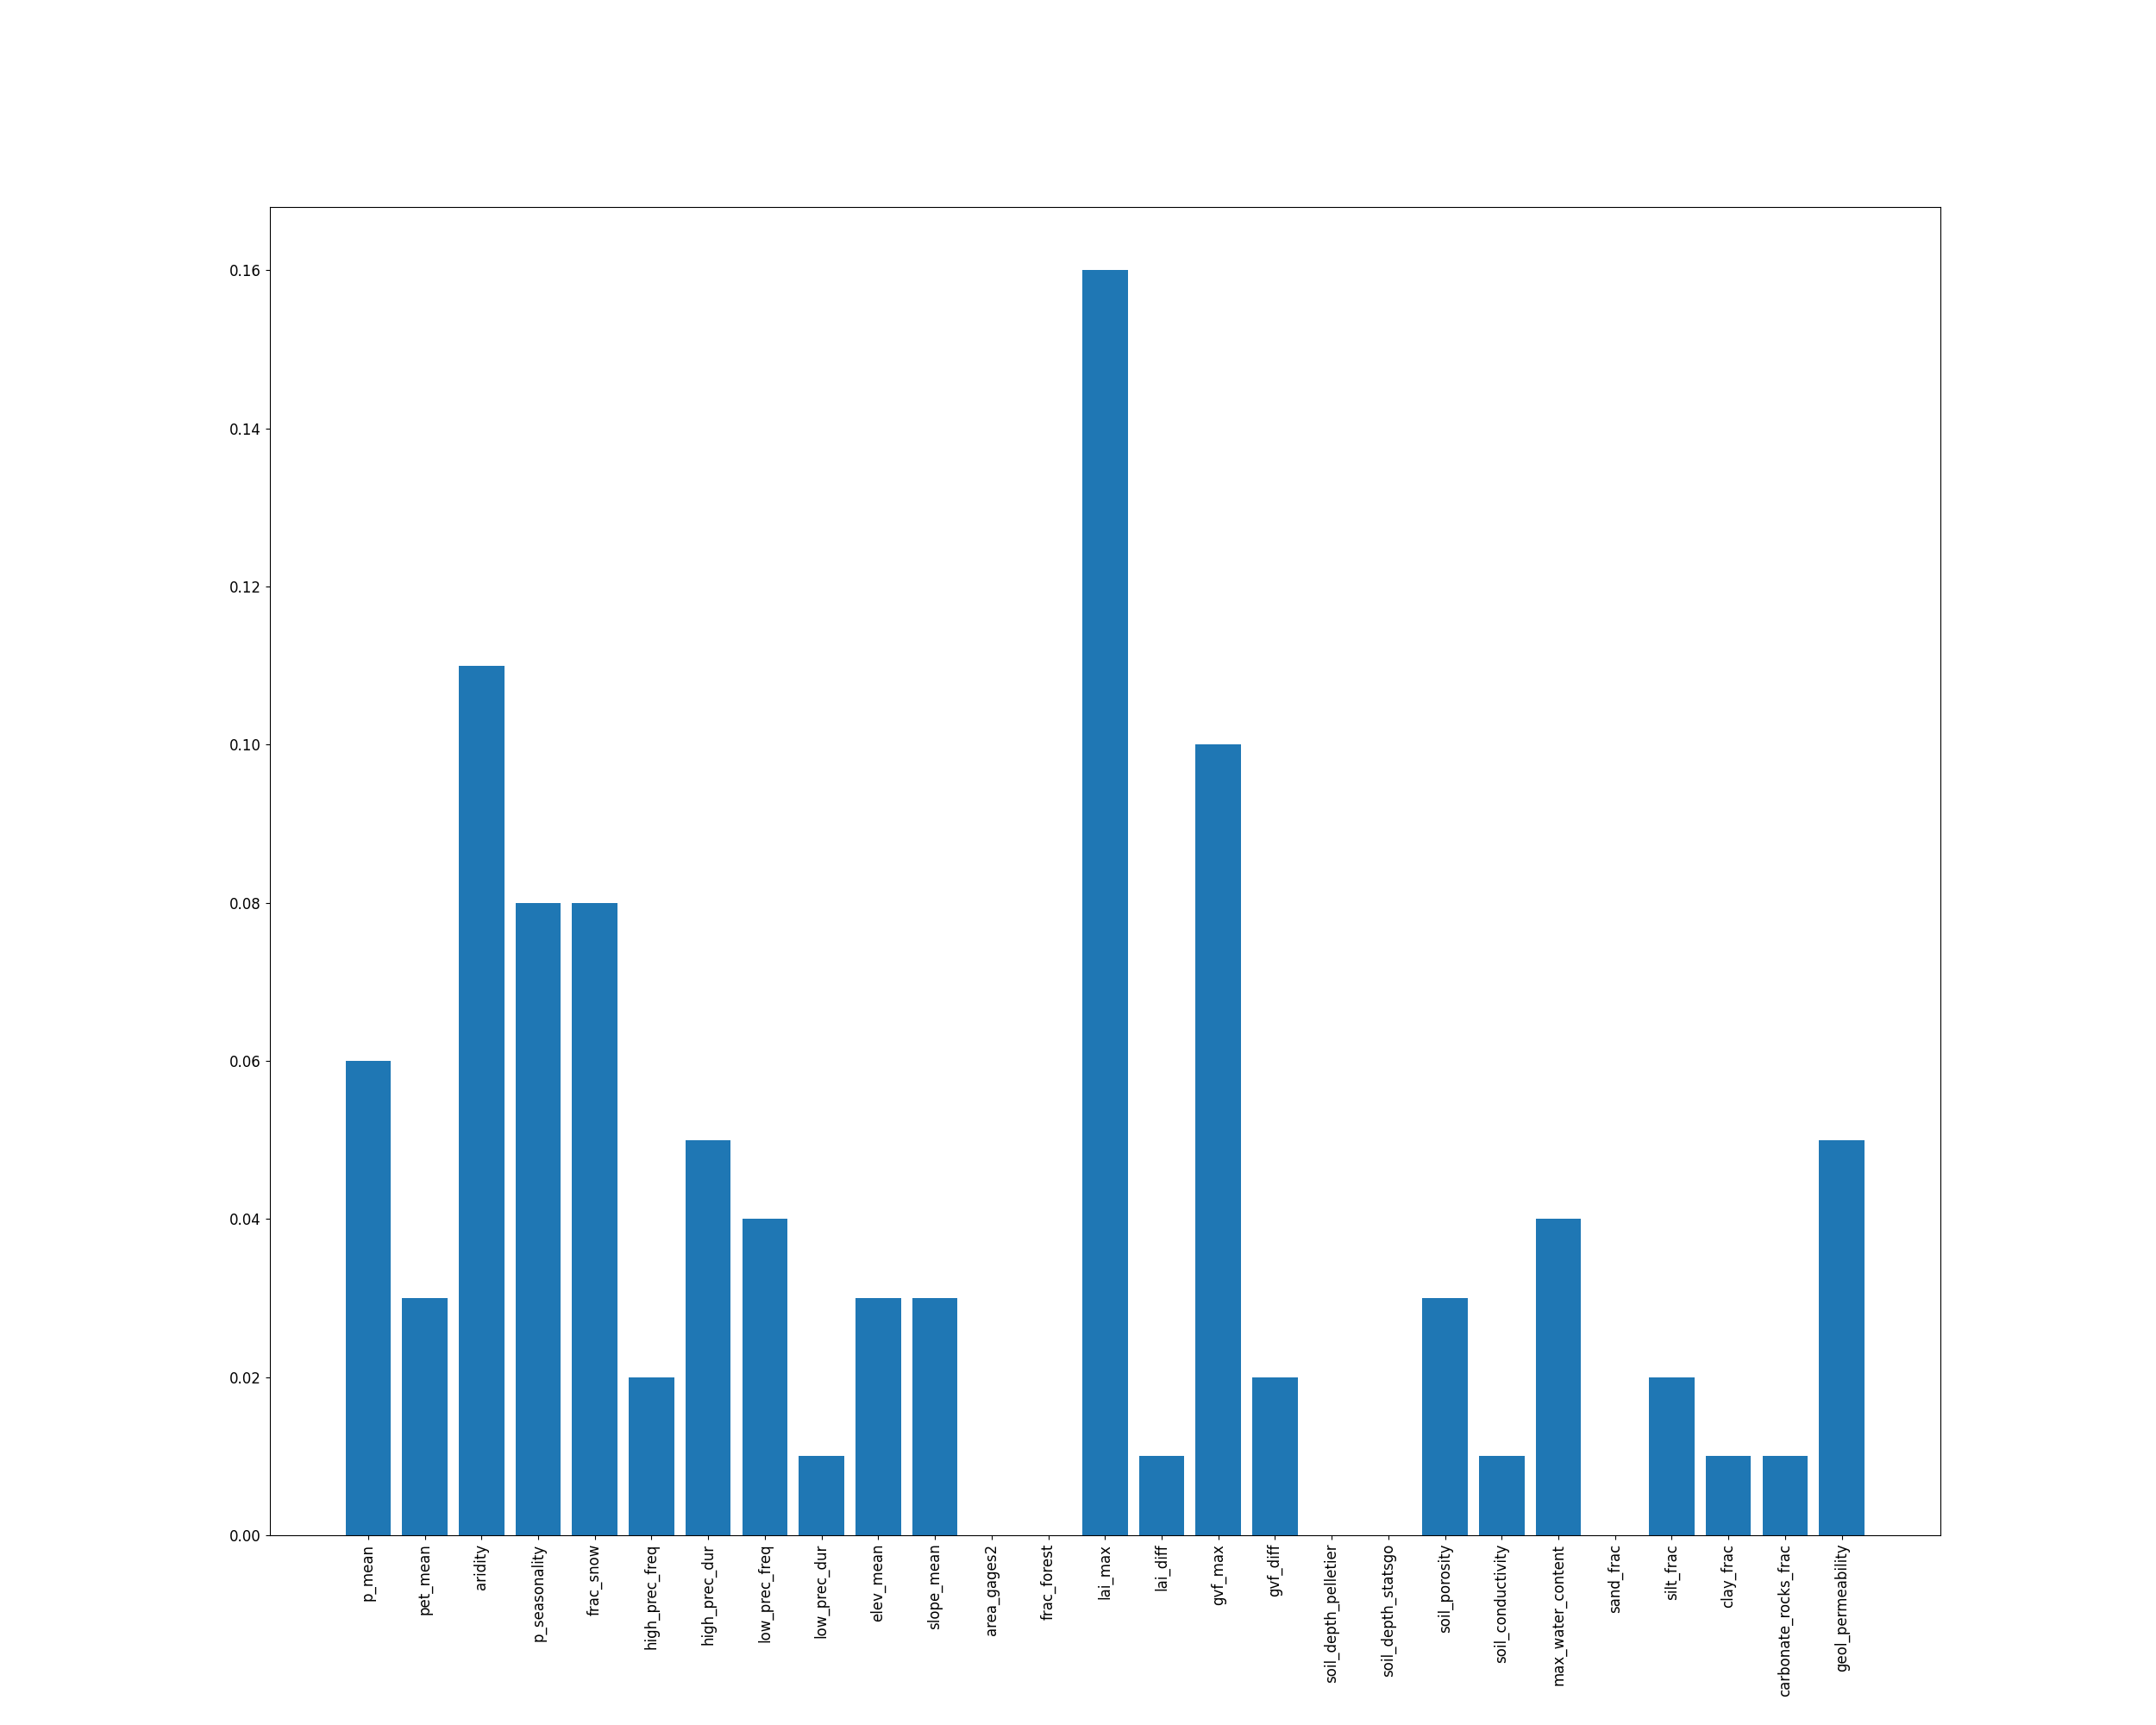 0.16
0.14
0.12
0.10
0.08
0.06
0.04
0.02
0.00
p_mean
pet_mean
aridity
p_seasonality
frac_snow
high_prec_freq
high_prec_dur
low_prec_freq
low_prec_dur
elev_mean
slope_mean
area_gages2
frac_forest
lai_max
lai_diff
gvf_max
gvf_diff
soil_depth_pelletier
soil_depth_statsgo
soil_porosity
soil_conductivity
max_water_content
sand_frac
silt_frac
clay_frac
carbonate_rocks_frac
geol_permeability